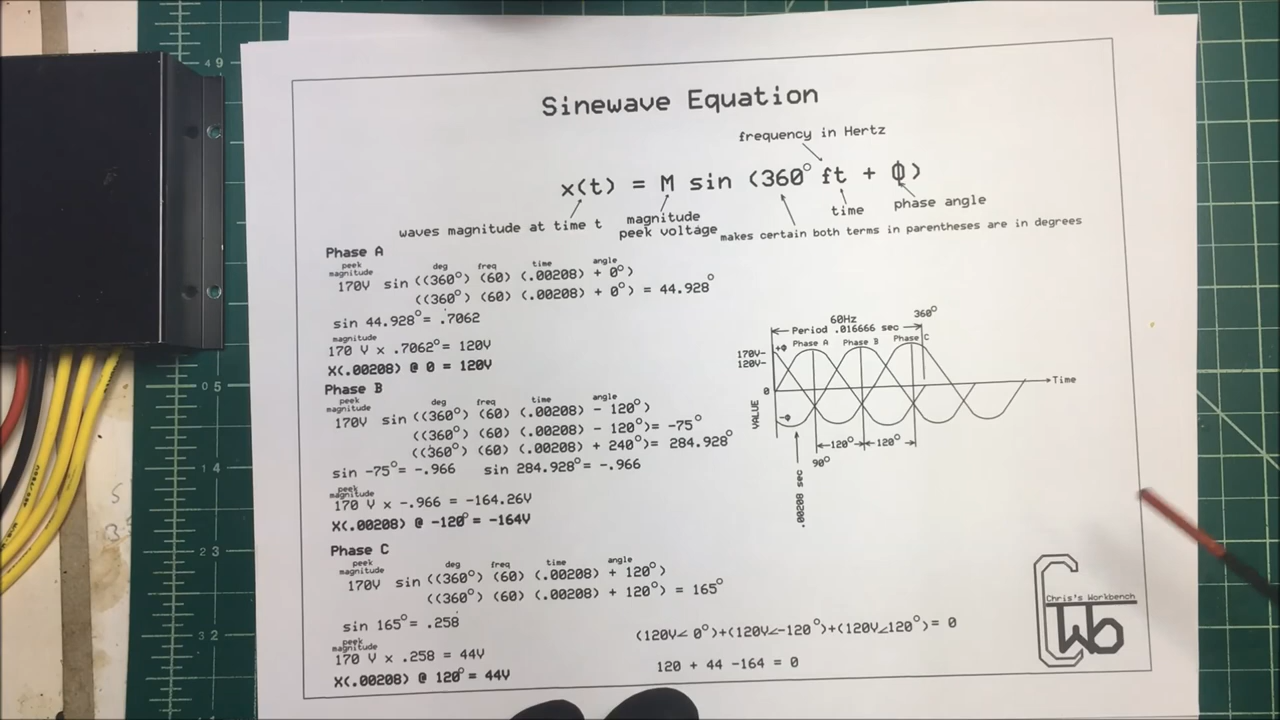 Sinewave Equation
frequency in Hertz
x(t) = M sin (360° ft + Φ)
waves magnitude at time t
magnitude
peek voltage
time
phase angle
makes certain both terms in parentheses are in degrees
Phase A
peek
magnitude
deg freq time angle
170V sin ((360°) (60) (.00208) + 0°)
((360°) (60) (.00208) + 0°) = 44.928°
sin 44.928°= .7062
magnitude
170 V x .7062°= 120V
X(.00208) @ 0 = 120V
Phase B
peek
magnitude
deg freq time angle
170V sin ((360°) (60) (.00208) - 120°)
((360°) (60) (.00208) - 120°)= -75°
((360°) (60) (.00208) + 240°)= 284.928°
sin -75°= -.966 sin 284.928°= -.966
peek
magnitude
170 V x -.966 = -164.26V
X(.00208) @ -120°= -164V
Phase C
peek
magnitude
deg freq time angle
170V sin ((360°) (60) (.00208) + 120°)
((360°) (60) (.00208) + 120°) = 165°
sin 165°= .258
peek
magnitude
170 V x .258 = 44V
X(.00208) @ 120°= 44V
60Hz
360°
Period .016666 sec
+Φ
Phase A
Phase B
Phase C
170V-
120V-
0
Time
VALUE
-Φ
120°
120°
90°
.00208 sec
(120V∠ 0°)+(120V∠-120°)+(120V∠120°)= 0
120 + 44 -164 = 0
Chris's Workbench
CWb
49
05
14
23
32